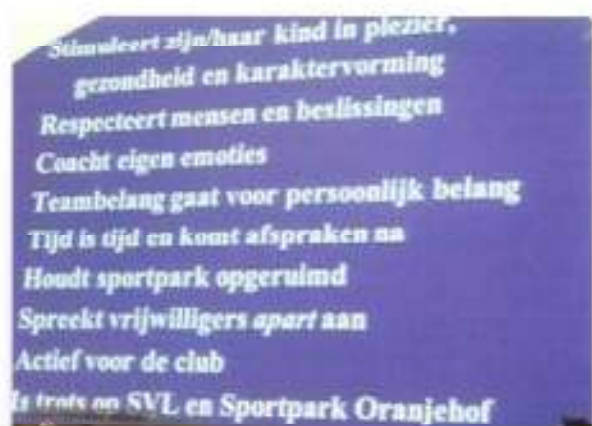 Stimuleert zijn/haar kind in plezier,
gezondheid en karaktervorming
Respecteert mensen en beslissingen
Coacht eigen emoties
Teambelang gaat voor persoonlijk belang
Tijd is tijd en komt afspraken na
Houdt sportpark opgeruimd
Spreekt vrijwilligers apart aan
Actief voor de club
Is trots op SVL en Sportpark Oranjehof